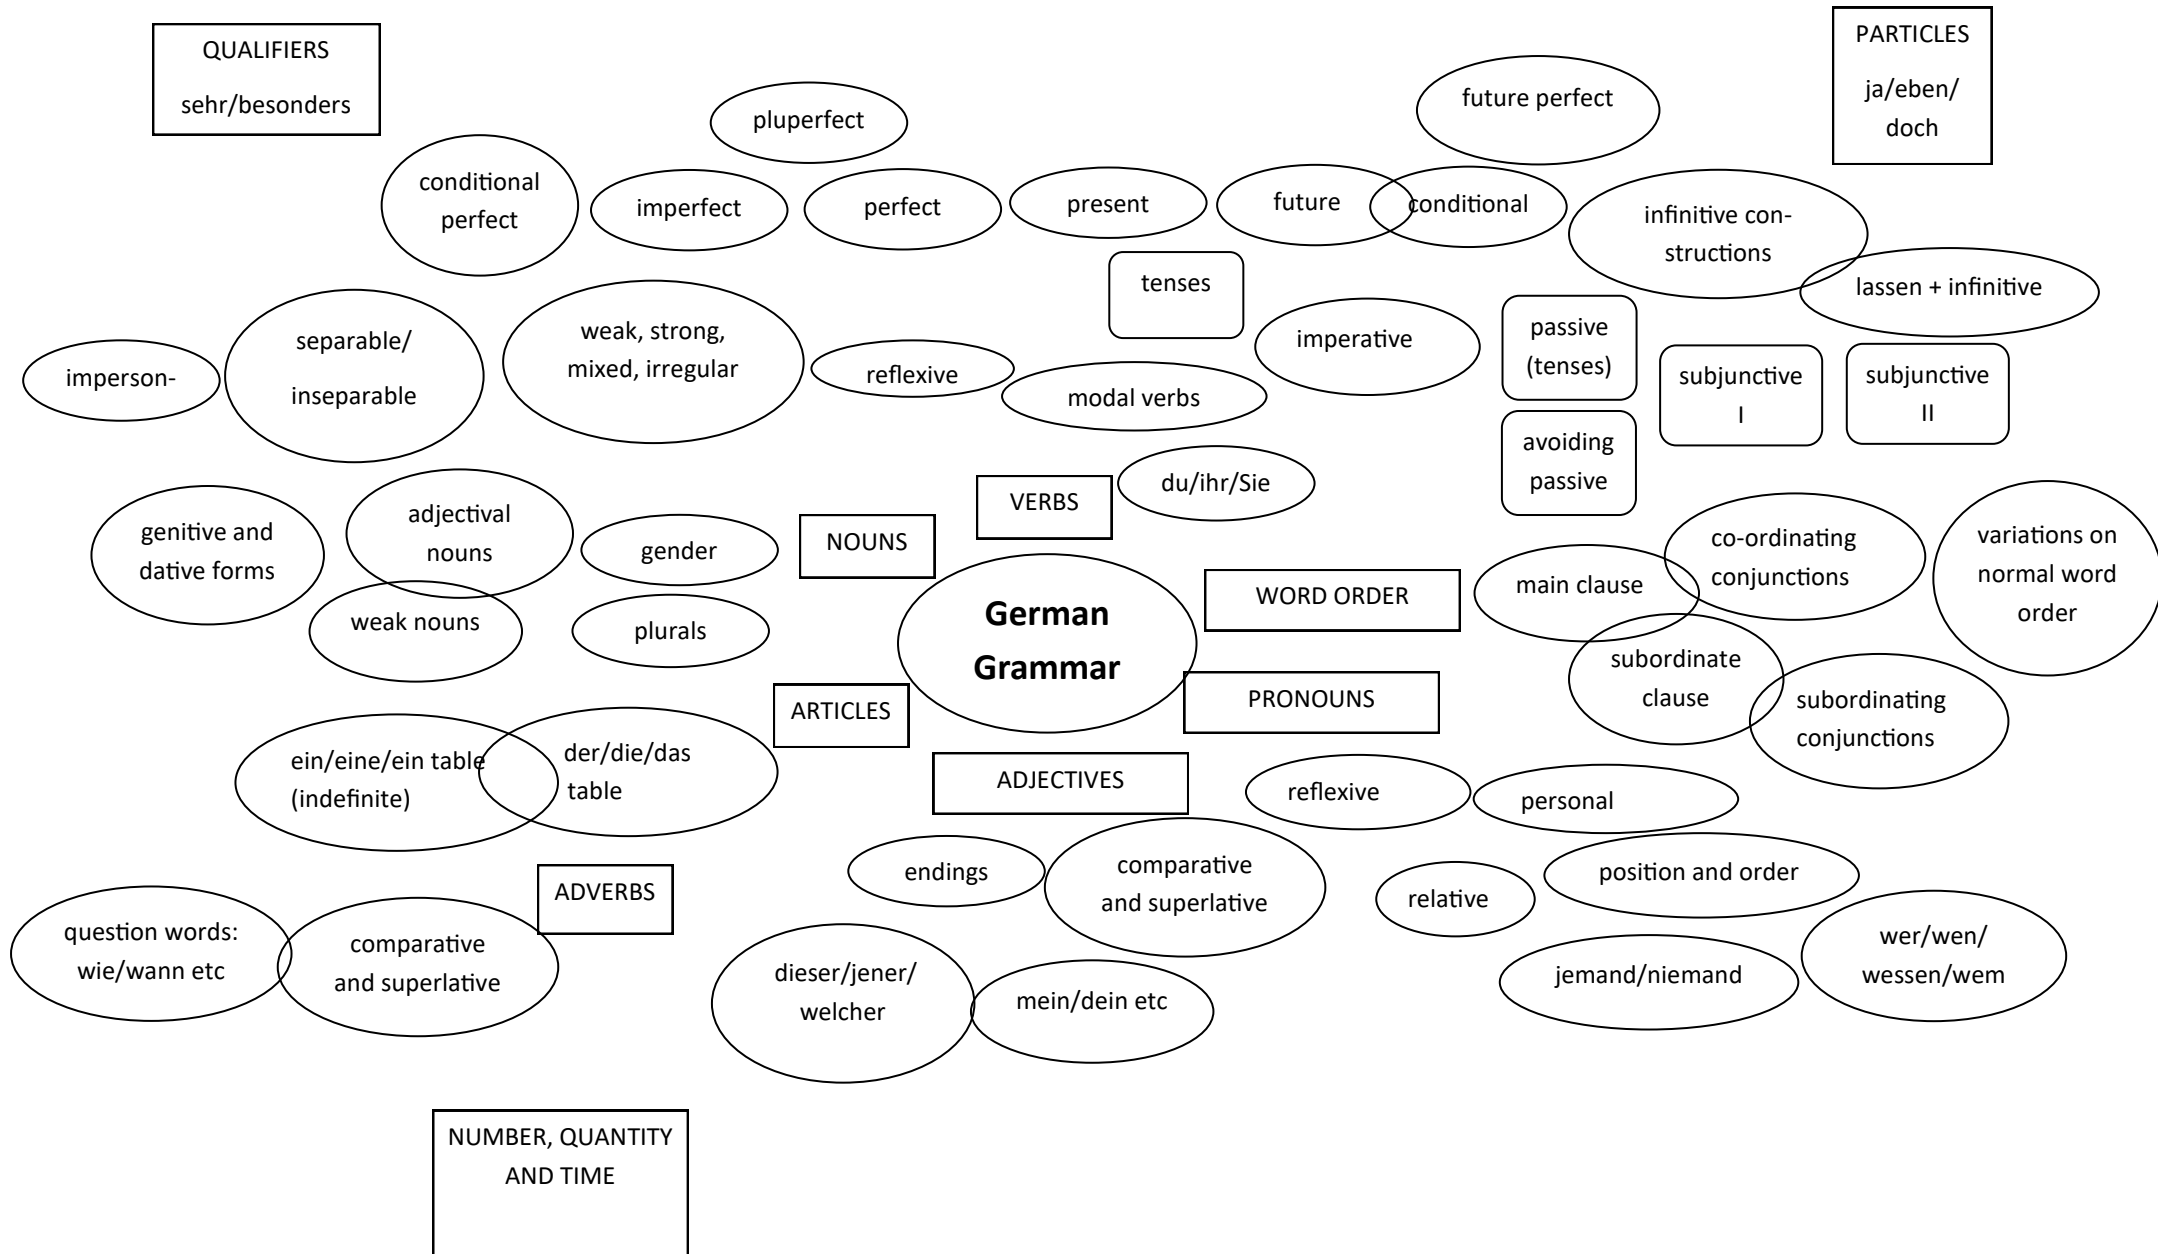 QUALIFIERS
sehr/besonders
PARTICLES
ja/eben/
doch
pluperfect
future perfect
conditional
perfect
imperfect
perfect
present
future
conditional
infinitive con-
structions
tenses
lassen + infinitive
imperson-
separable/
inseparable
weak, strong,
mixed, irregular
reflexive
modal verbs
imperative
passive
(tenses)
subjunctive
I
subjunctive
II
avoiding
passive
du/ihr/Sie
VERBS
NOUNS
genitive and
dative forms
adjectival
nouns
gender
weak nouns
plurals
German
Grammar
WORD ORDER
main clause
co-ordinating
conjunctions
variations on
normal word
order
subordinate
clause
subordinating
conjunctions
PRONOUNS
ARTICLES
ein/eine/ein table
(indefinite)
der/die/das
table
ADJECTIVES
reflexive
personal
endings
comparative
and superlative
relative
position and order
ADVERBS
question words:
wie/wann etc
comparative
and superlative
dieser/jener/
welcher
mein/dein etc
jemand/niemand
wer/wen/
wessen/wem
NUMBER, QUANTITY
AND TIME